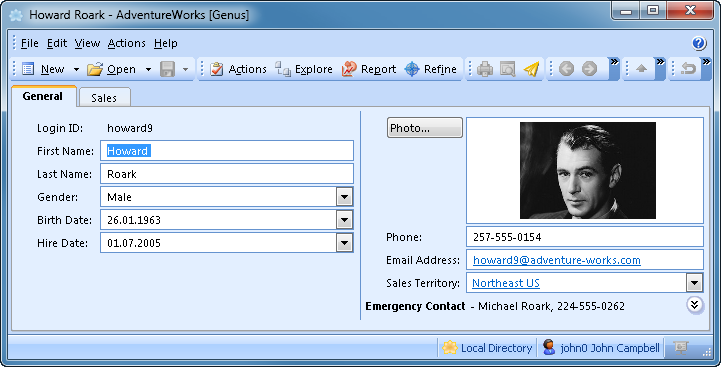 Howard Roark - AdventureWorks [Genus]
File Edit View Actions Help
New Open Actions Explore Report Refine
General Sales
Login ID: howard9
First Name: Howard
Last Name: Roark
Gender: Male
Birth Date: 26.01.1963
Hire Date: 01.07.2005
Photo...
Phone: 257-555-0154
Email Address: howard9@adventure-works.com
Sales Territory: Northeast US
Emergency Contact - Michael Roark, 224-555-0262
Local Directory john0 John Campbell